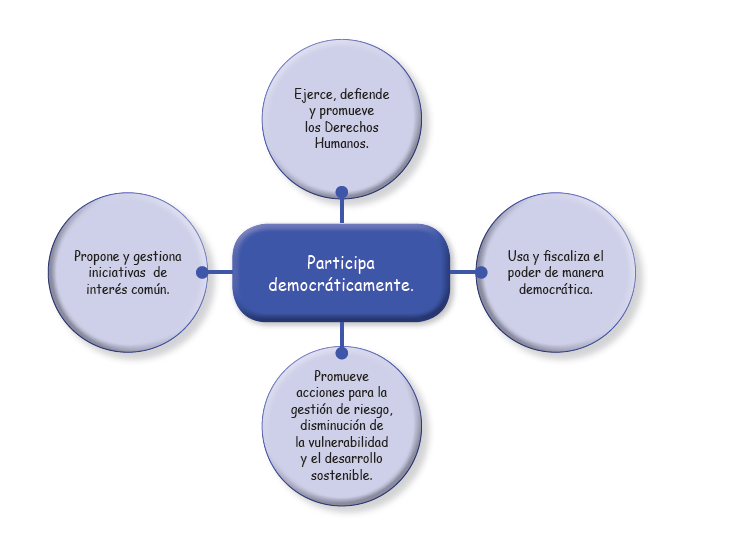 Ejerce, defiende
y promueve
los Derechos
Humanos.
Propone y gestiona
iniciativas de
interés común.
Participa
democráticamente.
Usa y fiscaliza el
poder de manera
democrática.
Promueve
acciones para la
gestión de riesgo,
disminución de
la vulnerabilidad
y el desarrollo
sostenible.